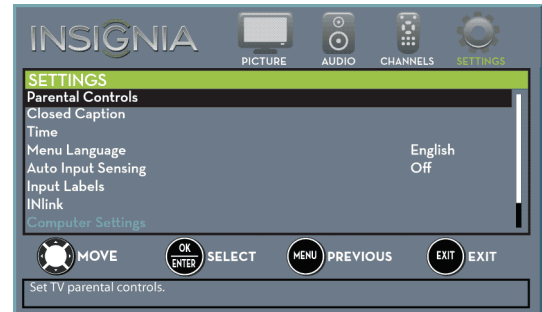 INSIGNIA
PICTURE AUDIO CHANNELS SETTINGS
SETTINGS
Parental Controls
Closed Caption
Time
Menu Language English
Auto Input Sensing Off
Input Labels
INlink
Computer Settings
MOVE OK ENTER SELECT MENU PREVIOUS EXIT EXIT
Set TV parental controls.